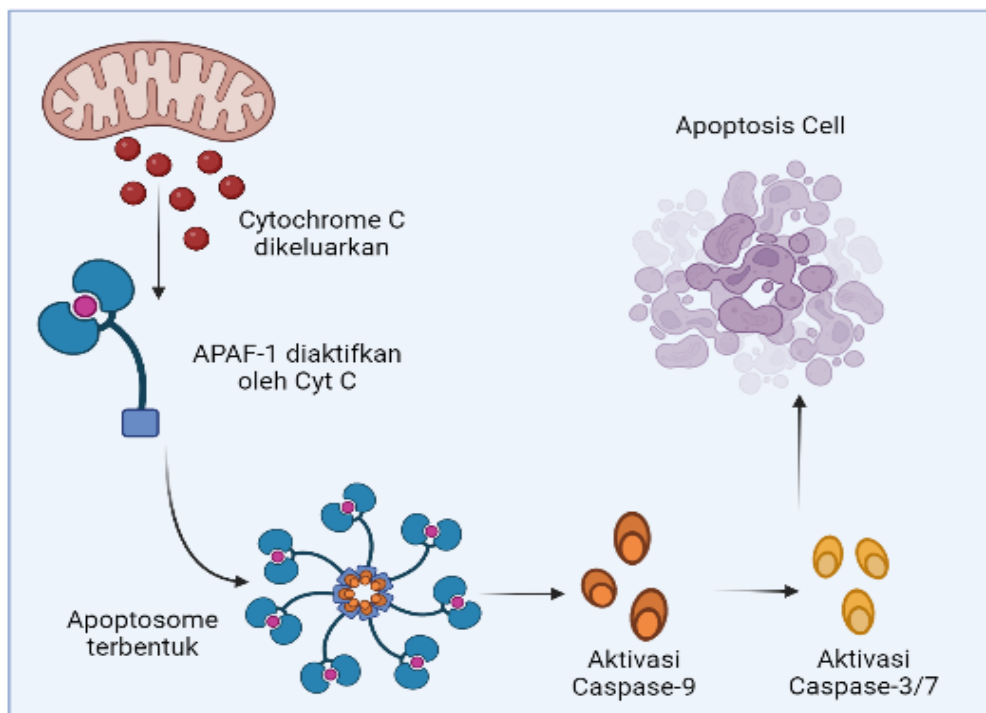 Apoptosis Cell
Cytochrome C
dikeluarkan
APAF-1 diaktifkan
oleh Cyt C
Apoptosome
terbentuk
Aktivasi
Caspase-9
Aktivasi
Caspase-3/7